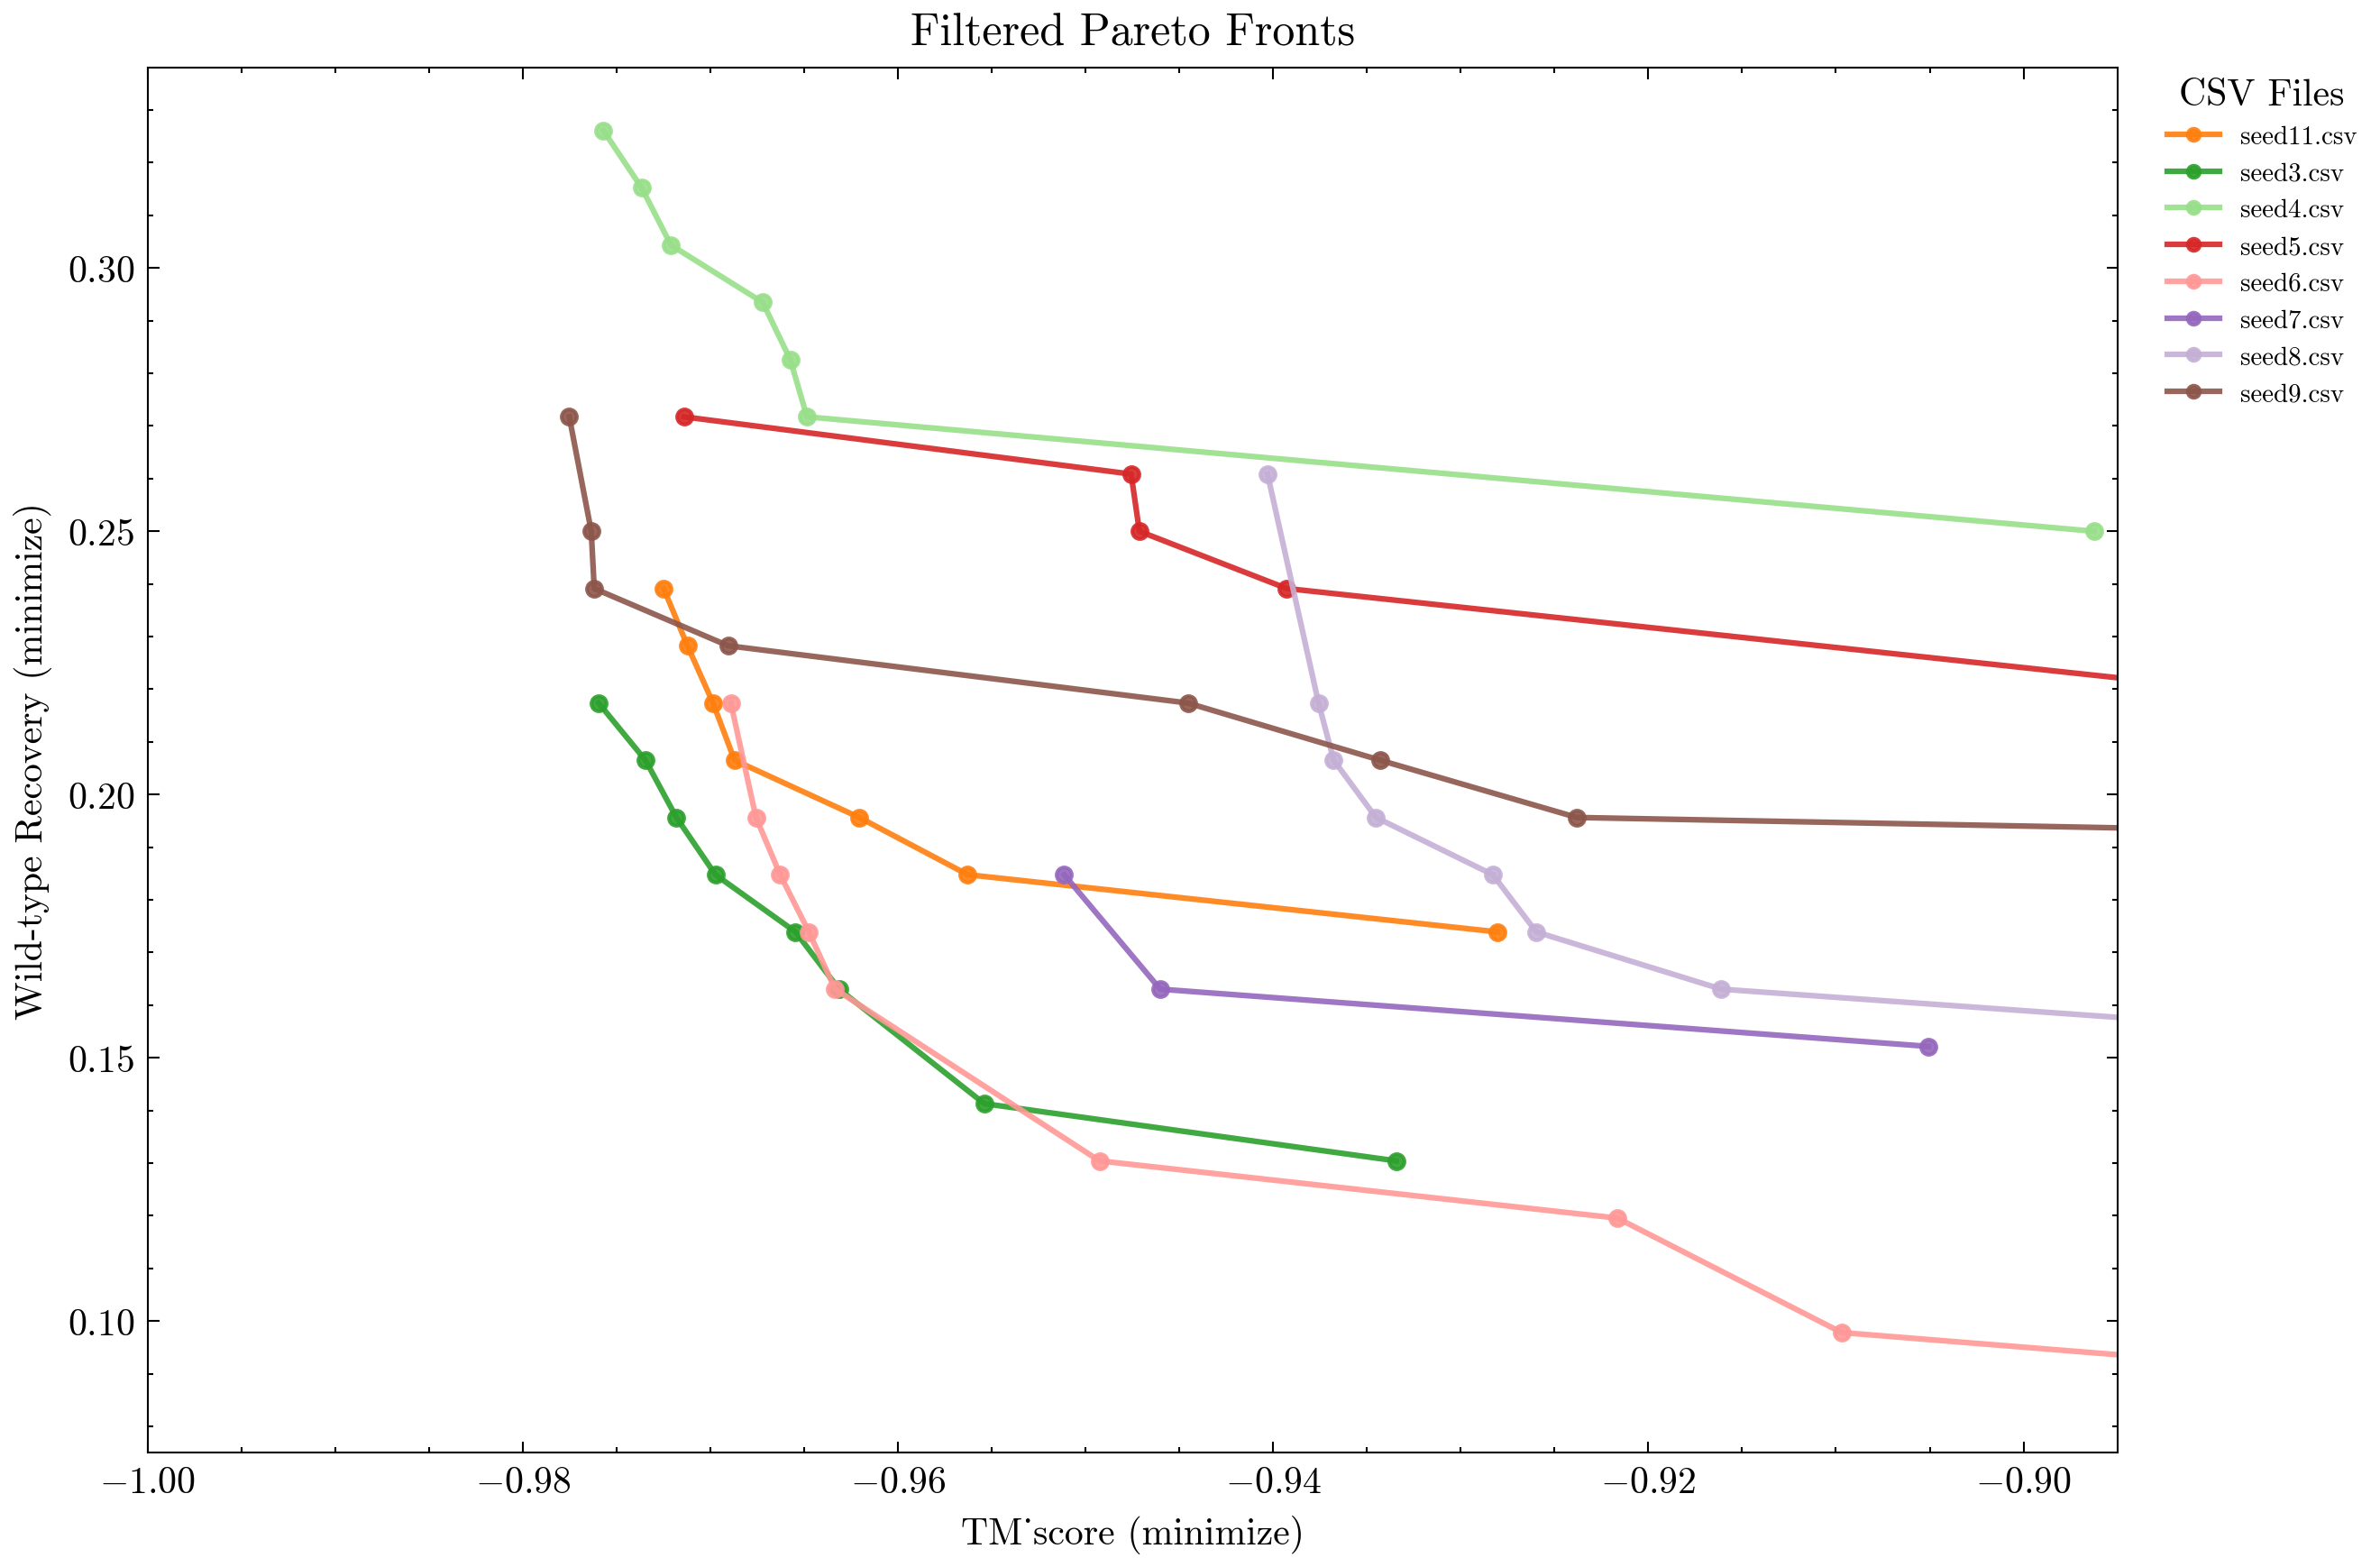 Filtered Pareto Fronts
CSV Files
seed11.csv
seed3.csv
seed4.csv
seed5.csv
seed6.csv
seed7.csv
seed8.csv
seed9.csv
Wild-type Recovery (minimize)
0.30
0.25
0.20
0.15
0.10
−1.00
−0.98
−0.96
−0.94
−0.92
−0.90
TM˙score (minimize)